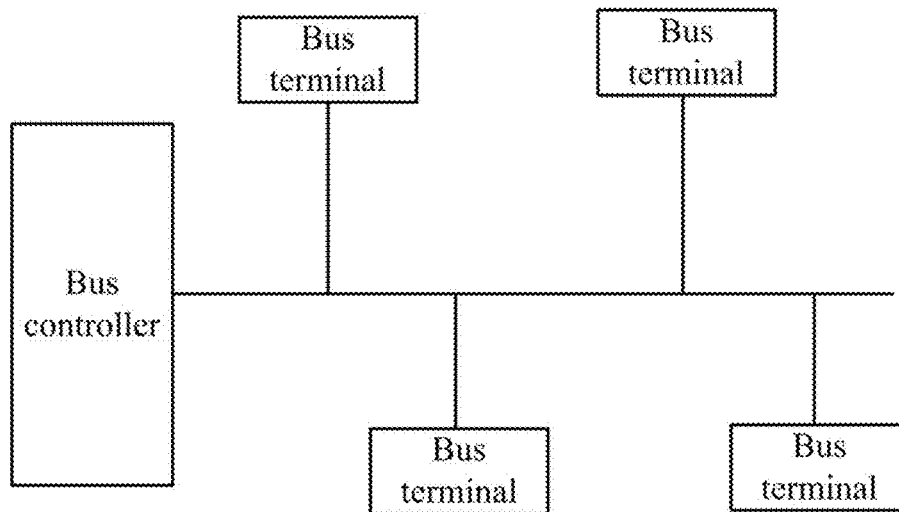 Bus
terminal
Bus
terminal
Bus
controller
Bus
terminal
Bus
terminal